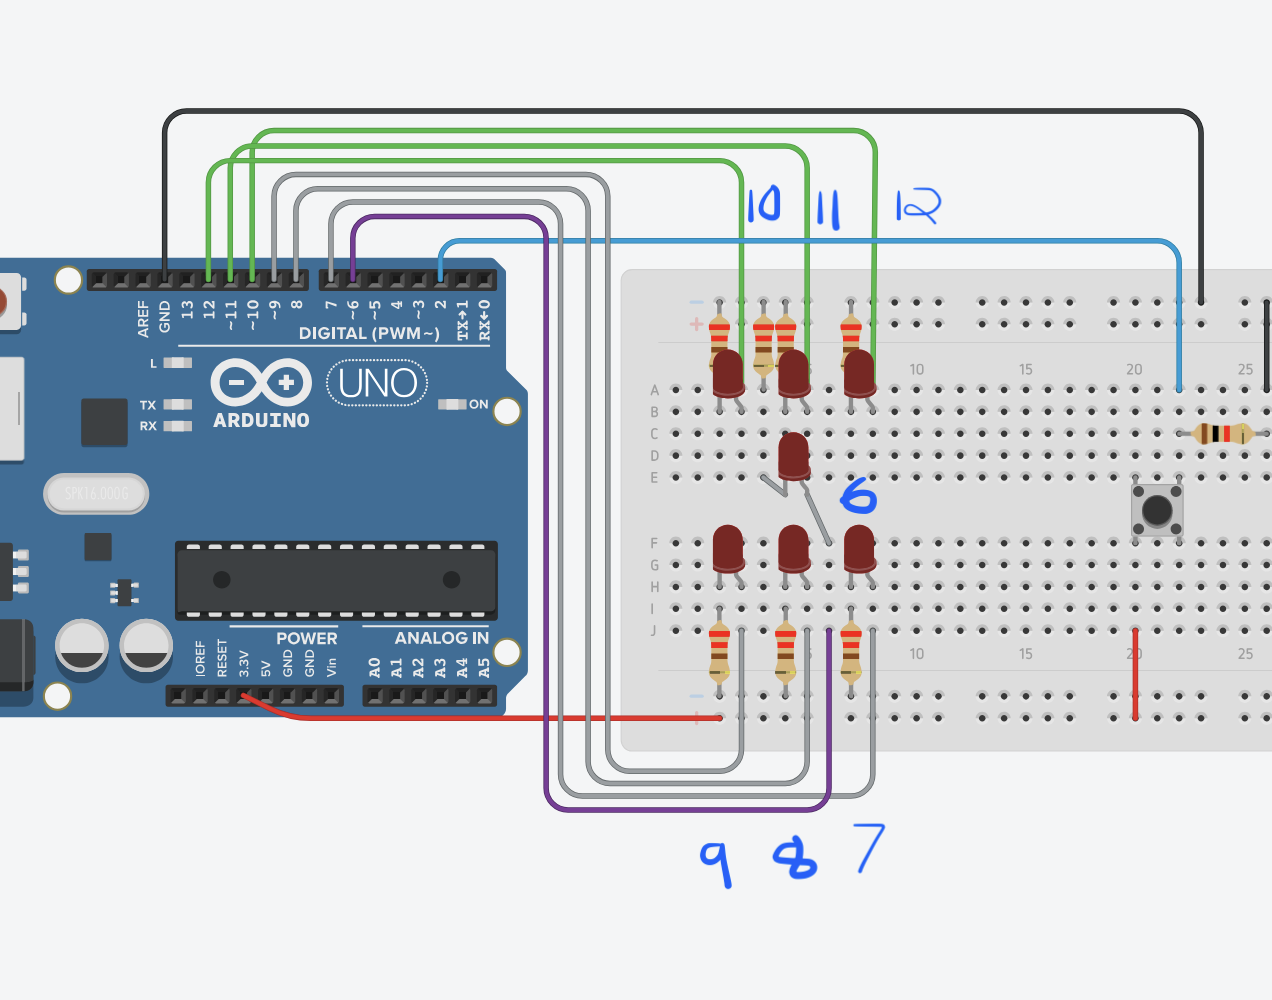 10 11 12
AREF
GND
13
12
~11
~10
~9
8
7
~6
~5
4
~3
2
TX→1
RX←0
DIGITAL (PWM~)
− +
10 15 20 25
L
TX
RX
UNO
ON
ARDUINO
A
B
C
D
E
SPK16.000G
6
F
G
H
I
J
POWER ANALOG IN
IOREF
RESET
3.3V
5V
GND
GND
Vin
A0
A1
A2
A3
A4
A5
10 15 20 25
−
9 8 7